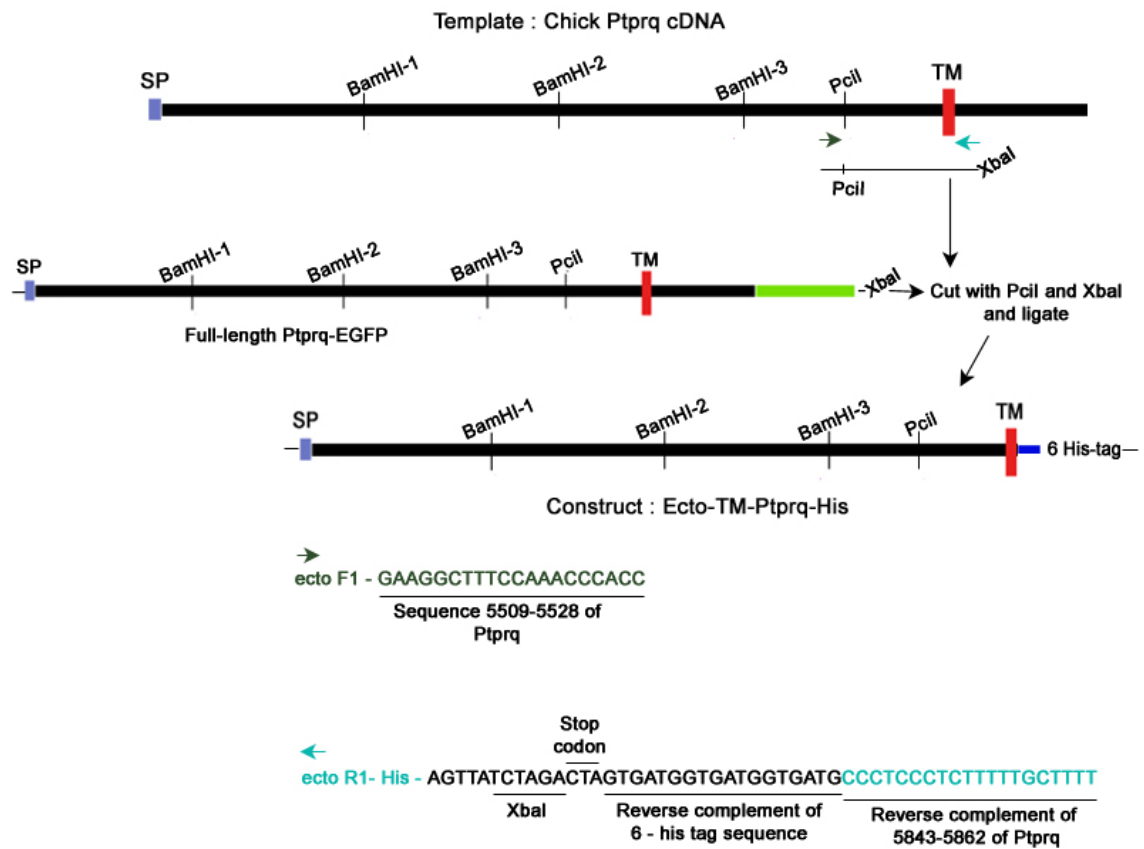 Template : Chick Ptprq cDNA
SP
BamHI-1
BamHI-2
BamHI-3
PciI
TM
XbaI
PciI
SP
BamHI-1
BamHI-2
BamHI-3
PciI
TM
XbaI
Cut with PciI and XbaI
and ligate
Full-length Ptprq-EGFP
SP
BamHI-1
BamHI-2
BamHI-3
PciI
TM
6 His-tag
Construct : Ecto-TM-Ptprq-His
ecto F1 - GAAGGCTTTCCAAACCCACC
Sequence 5509-5528 of
Ptprq
Stop
codon
ecto R1- His - AGTTATCTAGACTAGTGATGGTGATGGTGATGCCCTCCCTCTTTTTGCTTTT
XbaI
Reverse complement of
6 - his tag sequence
Reverse complement of
5843-5862 of Ptprq